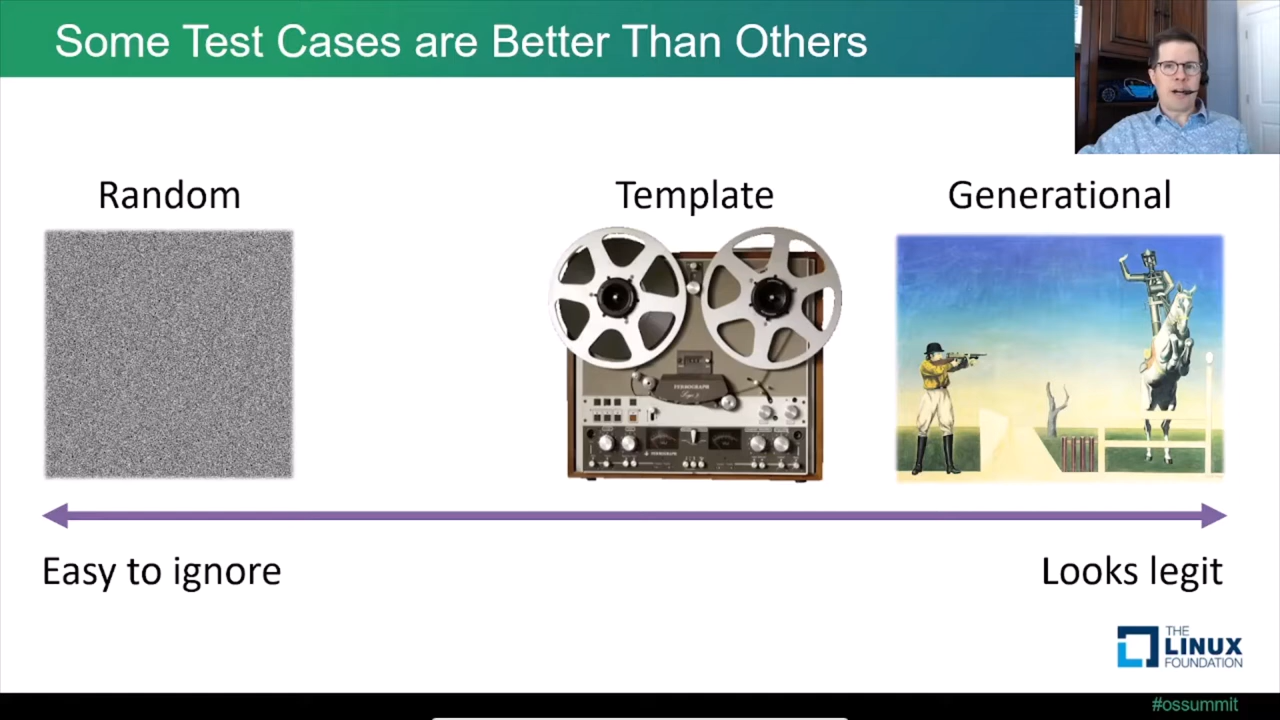 Some Test Cases are Better Than Others
Random
Template
Generational
FERROGRAPH
Easy to ignore
Looks legit
THE
LINUX
FOUNDATION
#ossummit